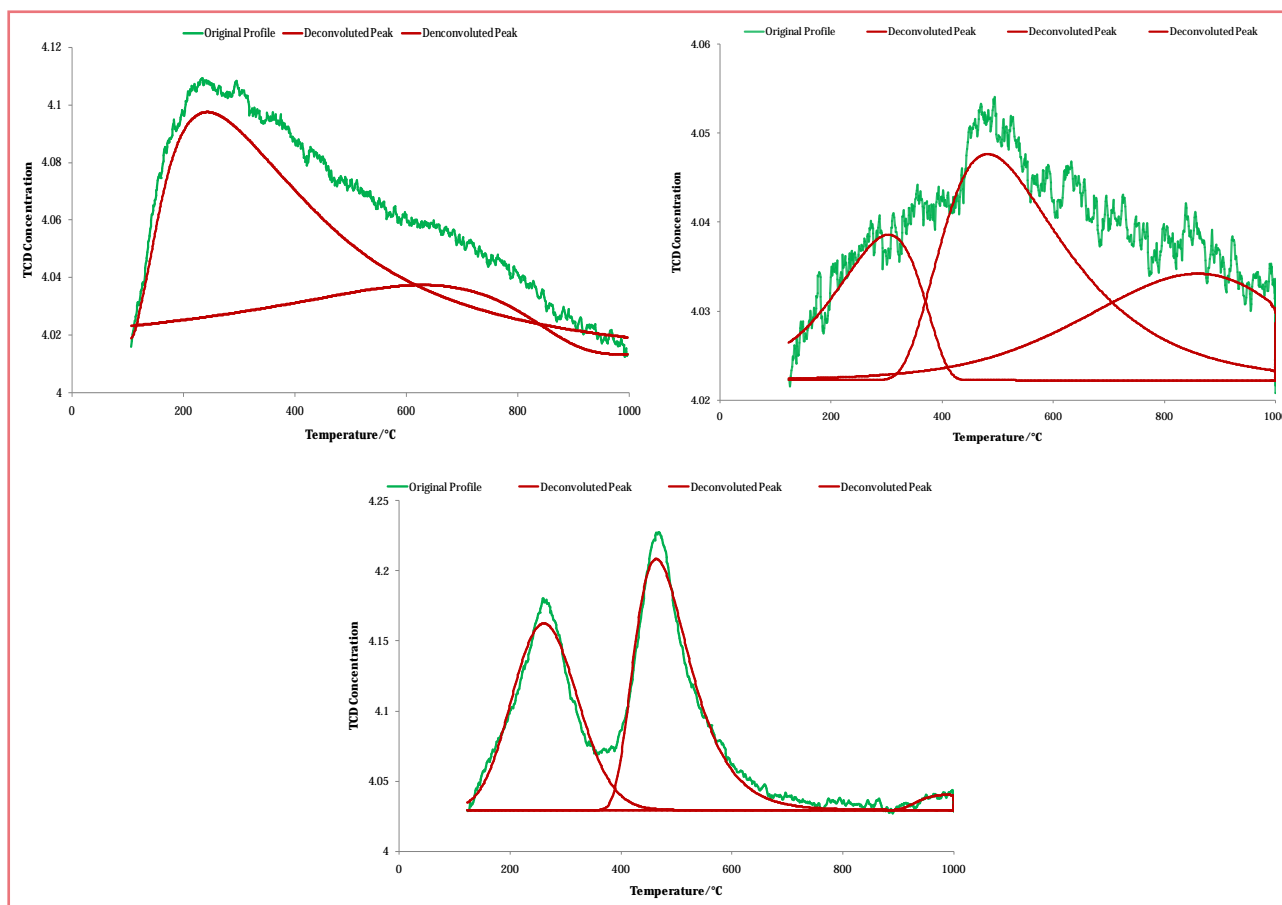 Original Profile Deconvoluted Peak Denconvoluted Peak
4.12
4.1
4.08
4.06
4.04
4.02
4
TCD Concentration
0 200 400 600 800 1000
Temperature/°C
Original Profile Deconvoluted Peak Deconvoluted Peak Deconvoluted Peak
4.06
4.05
4.04
4.03
4.02
TCD Concentration
0 200 400 600 800 1000
Temperature/°C
Original Profile Deconvoluted Peak Deconvoluted Peak Deconvoluted Peak
4.25
4.2
4.15
4.1
4.05
4
TCD Concentration
0 200 400 600 800 1000
Temperature/°C